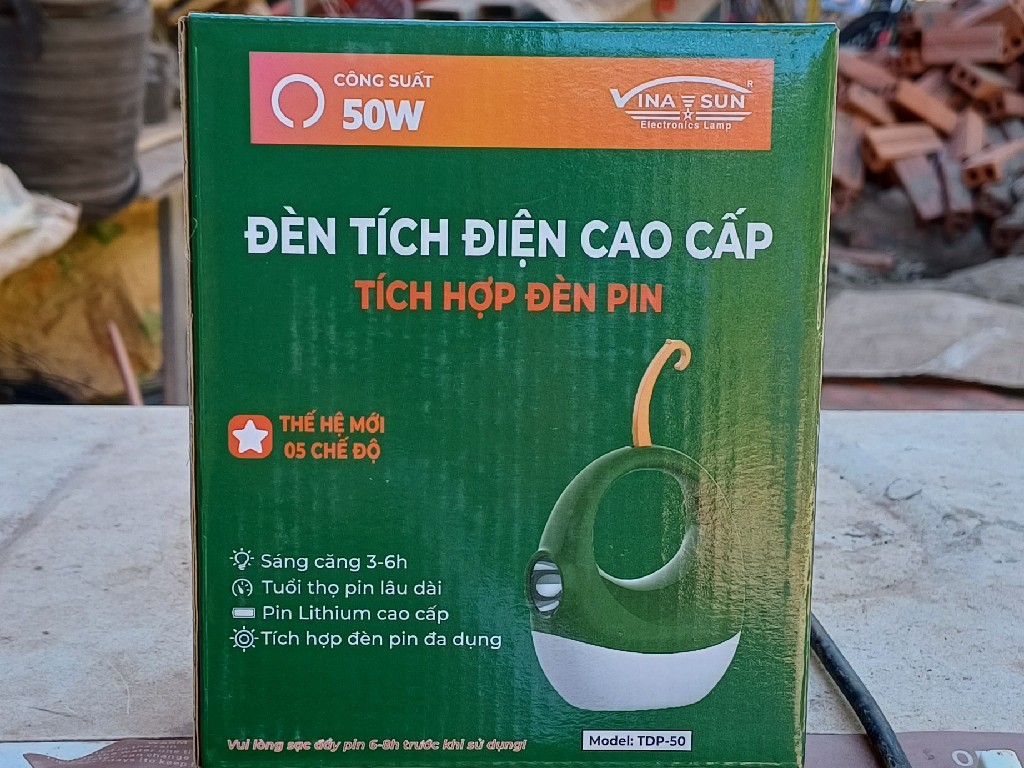 CÔNG SUẤT
50W
VINA SUN
R
Electronics Lamp
ĐÈN TÍCH ĐIỆN CAO CẤP
TÍCH HỢP ĐÈN PIN
THẾ HỆ MỚI
05 CHẾ ĐỘ
Sáng căng 3-6h
Tuổi thọ pin lâu dài
Pin Lithium cao cấp
Tích hợp đèn pin đa dụng
Vui lòng sạc đầy pin 6-8h trước khi sử dụng!
Model: TDP-50